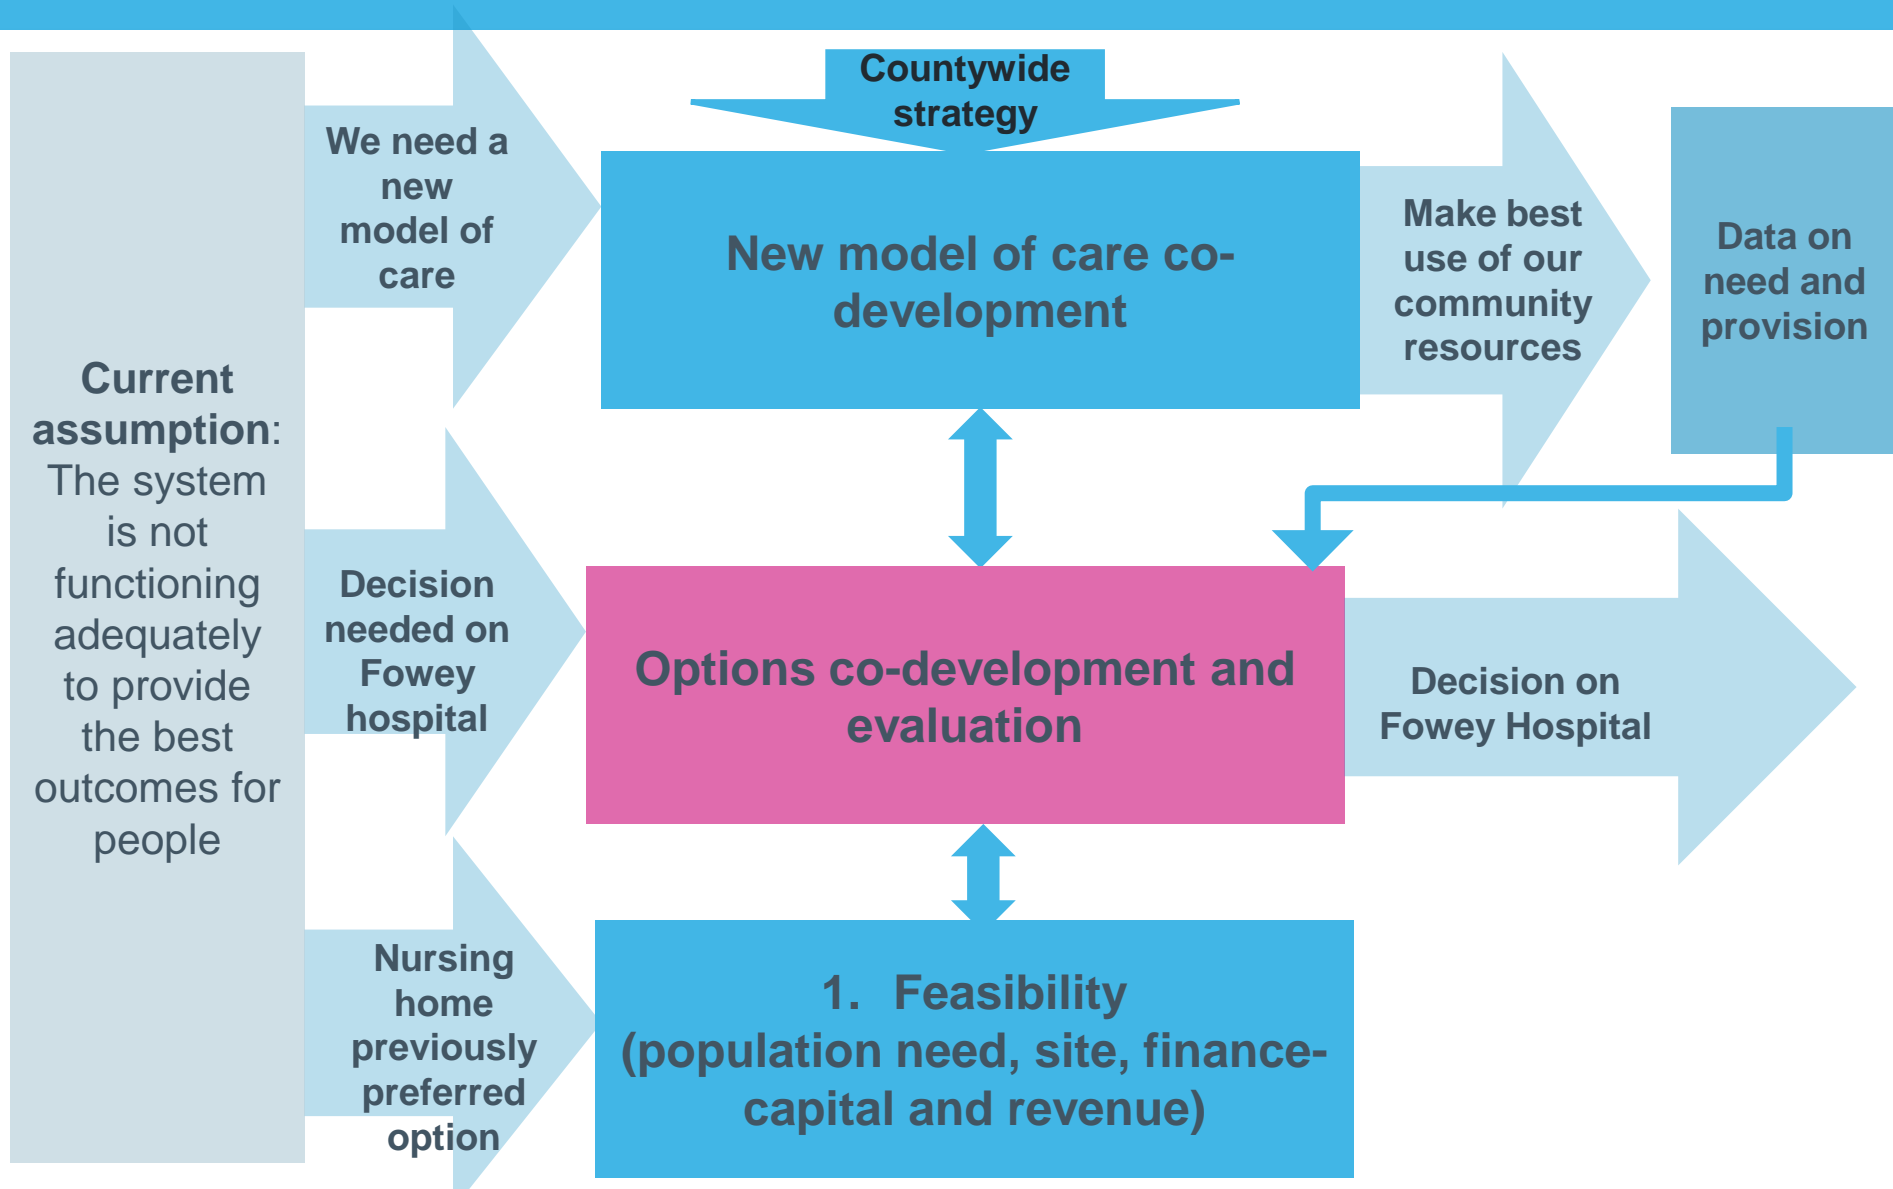 Current
assumption:
The system
is not
functioning
adequately
to provide
the best
outcomes for
people
We need a
new
model of
care
Countywide
strategy
New model of care co-
development
Make best
use of our
community
resources
Data on
need and
provision
Decision
needed on
Fowey
hospital
Options co-development and
evaluation
Decision on
Fowey Hospital
Nursing
home
previously
preferred
option
1. Feasibility
(population need, site, finance-
capital and revenue)